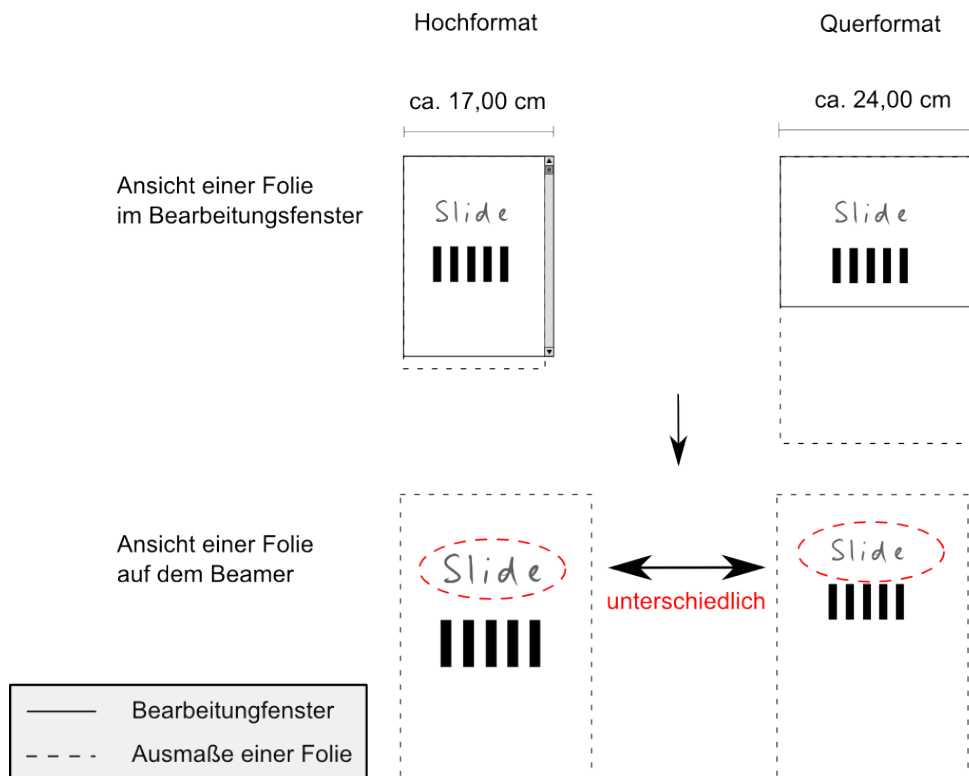 Hochformat
Querformat
ca. 17,00 cm
ca. 24,00 cm
Ansicht einer Folie
im Bearbeitungsfenster
Slide
Slide
Ansicht einer Folie
auf dem Beamer
Slide
Slide
unterschiedlich
Bearbeitungfenster
Ausmaße einer Folie